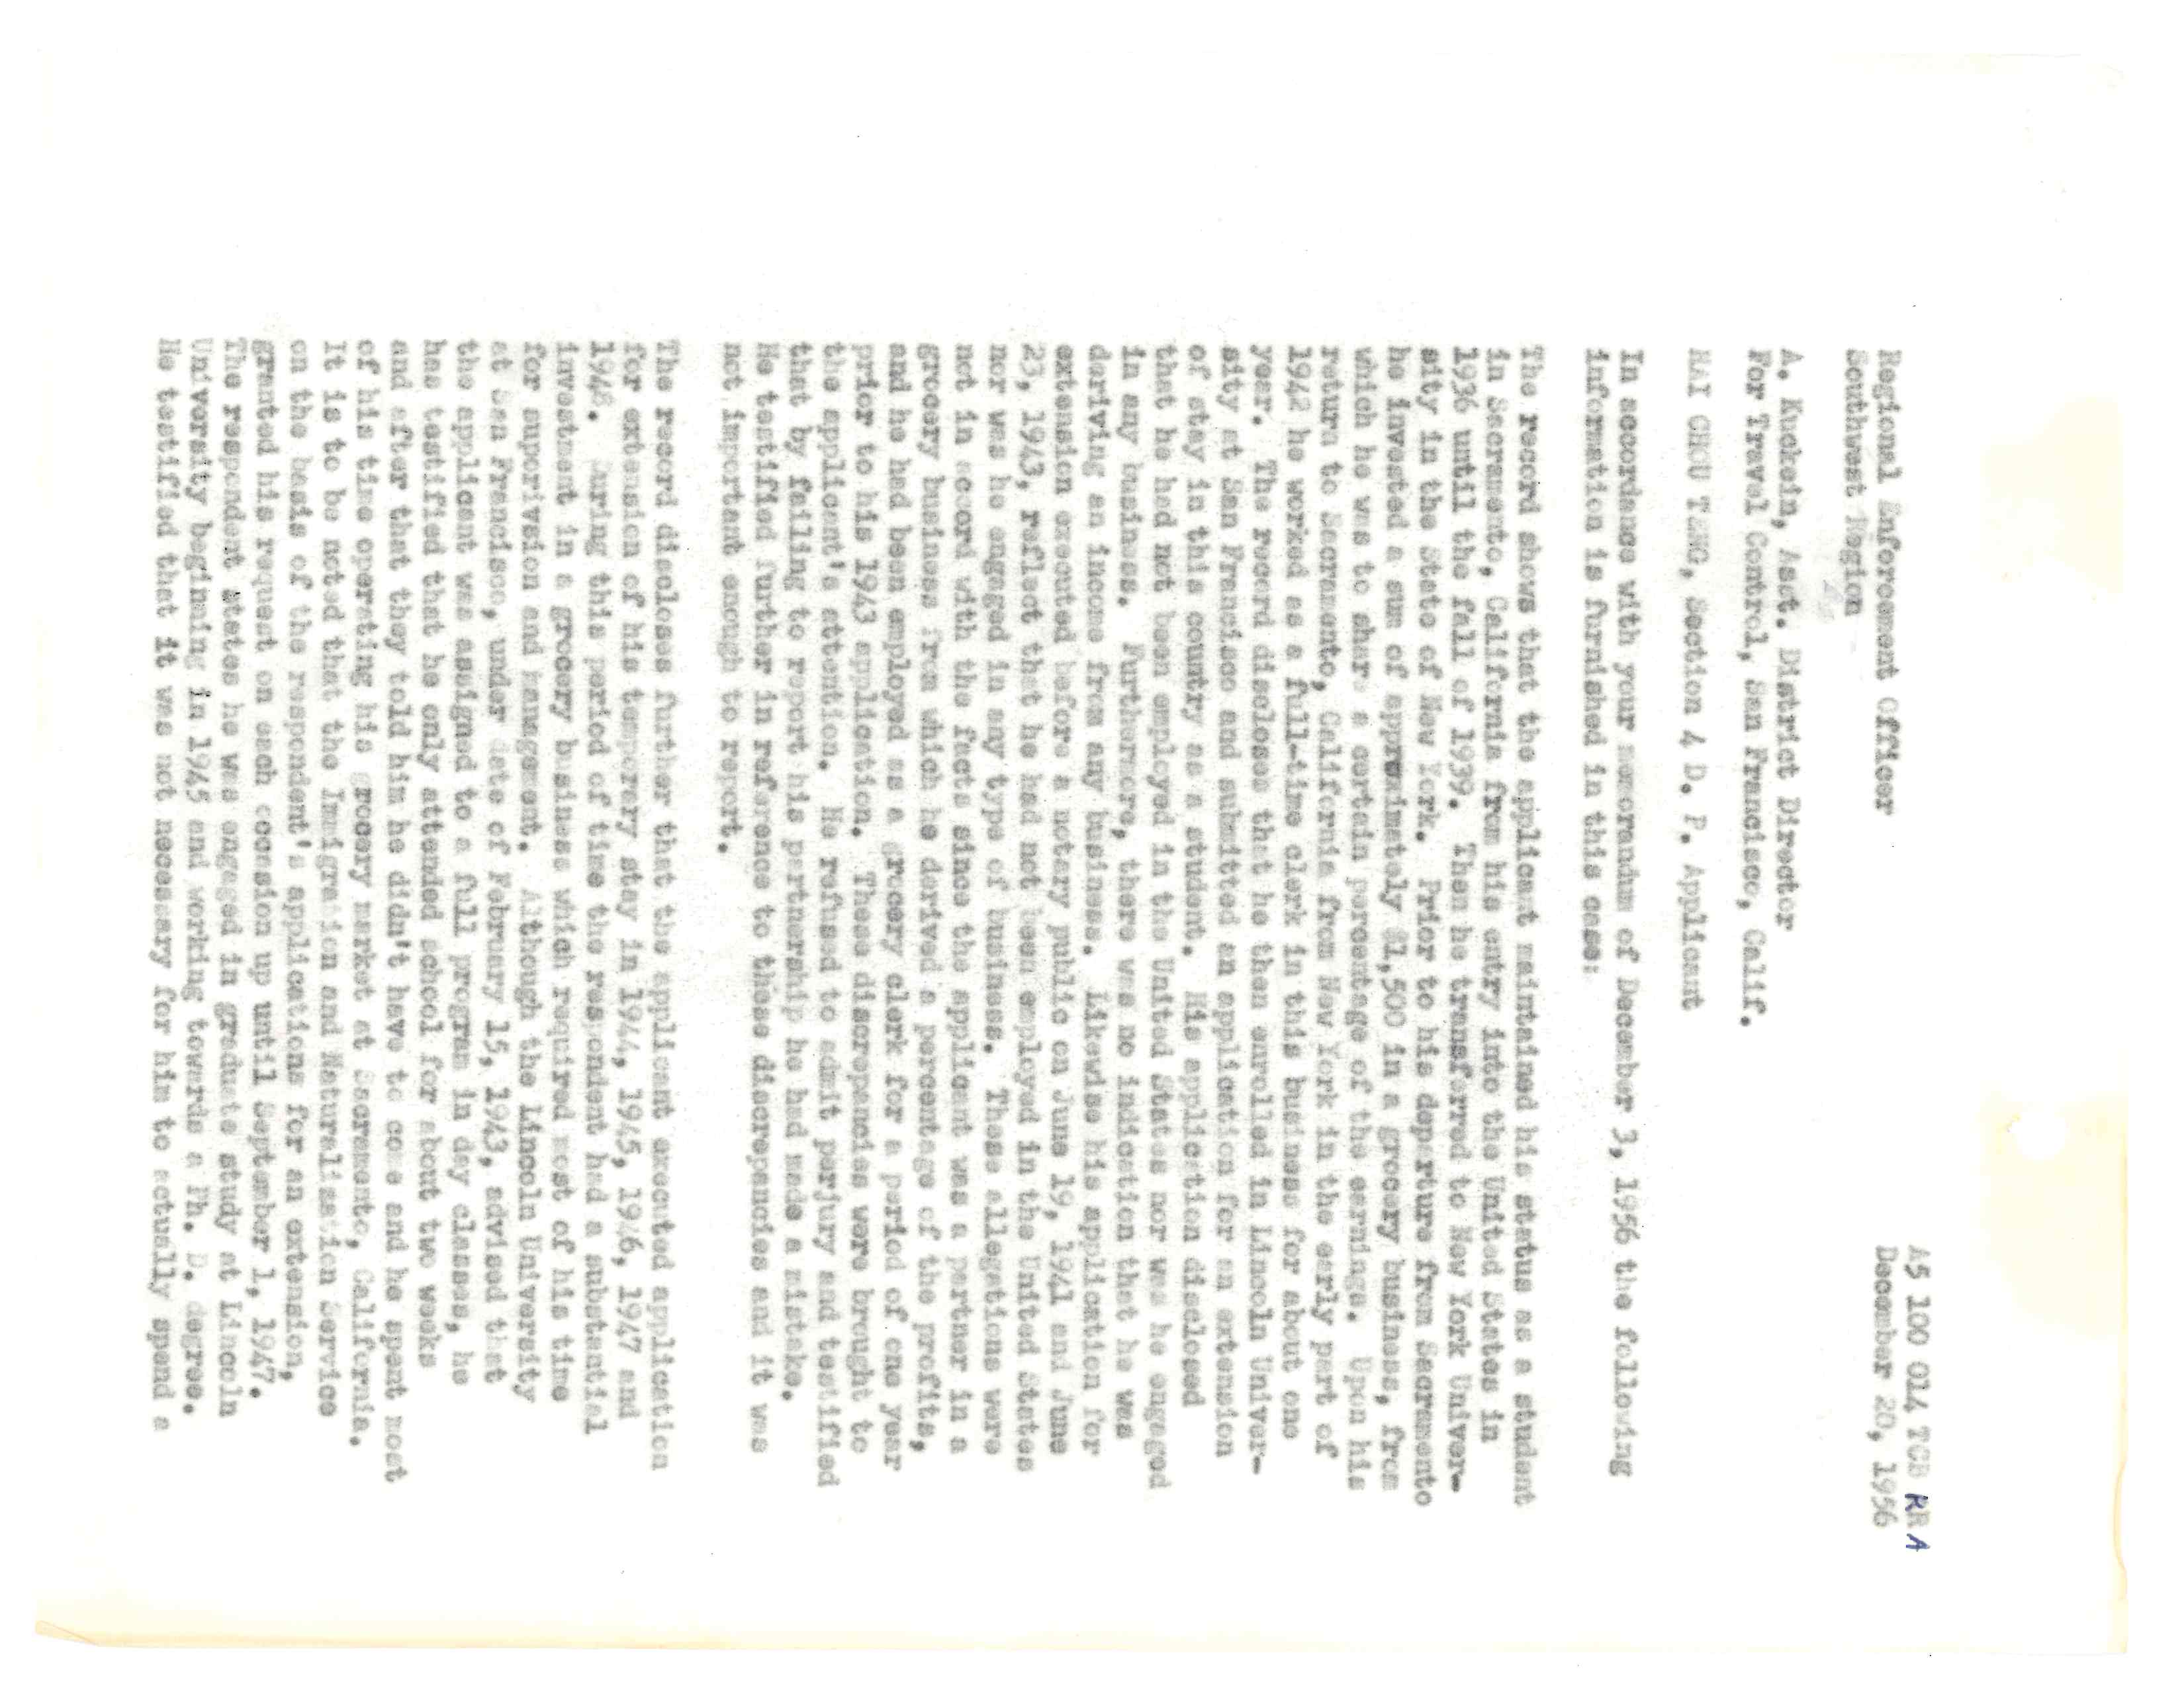 A5 100 014 TCB RRA
Regional Enforcement Officer
December 20, 1956
Southwest Region
A. Kuckein, Asst. District Director
For Travel Control, San Francisco, Calif.
HAI CHOU TENG, Section 4 D. P. Applicant
In accordance with your memorandum of December 3, 1956 the following
information is furnished in this case:
The record shows that the applicant maintained his status as a student
in Sacramento, California from his entry into the United States in
1936 until the fall of 1939. Then he transferred to New York Univer-
sity in the State of New York. Prior to his departure from Sacramento
he invested a sum of approximately $1,500 in a grocery business, from
which he was to share a certain percentage of the earnings. Upon his
return to Sacramento, California from New York in the early part of
1942 he worked as a full-time clerk in this business for about one
year. The record discloses that he then enrolled in Lincoln Univer-
sity at San Francisco and submitted an application for an extension
of stay in this country as a student. His application disclosed
that he had not been employed in the United States nor was he engaged
in any business. Furthermore, there was no indication that he was
deriving an income from any business. Likewise his application for
extension executed before a notary public on June 19, 1941 and June
23, 1943, reflect that he had not been employed in the United States
nor was he engaged in any type of business. These allegations were
not in accord with the facts since the applicant was a partner in a
grocery business from which he derived a percentage of the profits,
and he had been employed as a grocery clerk for a period of one year
prior to his 1943 application. These discrepancies were brought to
the applicant's attention. He refused to admit perjury and testified
that by failing to report his partnership he had made a mistake.
He testified further in reference to these discrepancies and it was
not important enough to report.
The record discloses further that the applicant executed application
for extension of his temporary stay in 1944, 1945, 1946, 1947 and
1948. During this period of time the respondent had a substantial
investment in a grocery business which required most of his time
for suporivsion and management. Although the Lincoln University
at San Francisco, under date of February 15, 1943, advised that
the applicant was assigned to a full program in day classes, he
has testified that he only attended school for about two weeks
and after that they told him he didn't have to come and he spent most
of his time operating his grocery market at Sacramento, California.
It is to be noted that the Immigration and Naturalization Service
on the basis of the respondent's applications for an extension,
granted his request on each occasion up until September 1, 1947.
The respondent states he was engaged in graduate study at Lincoln
University beginning in 1945 and working towards a Ph. D. degree.
He testified that it was not necessary for him to actually spend a